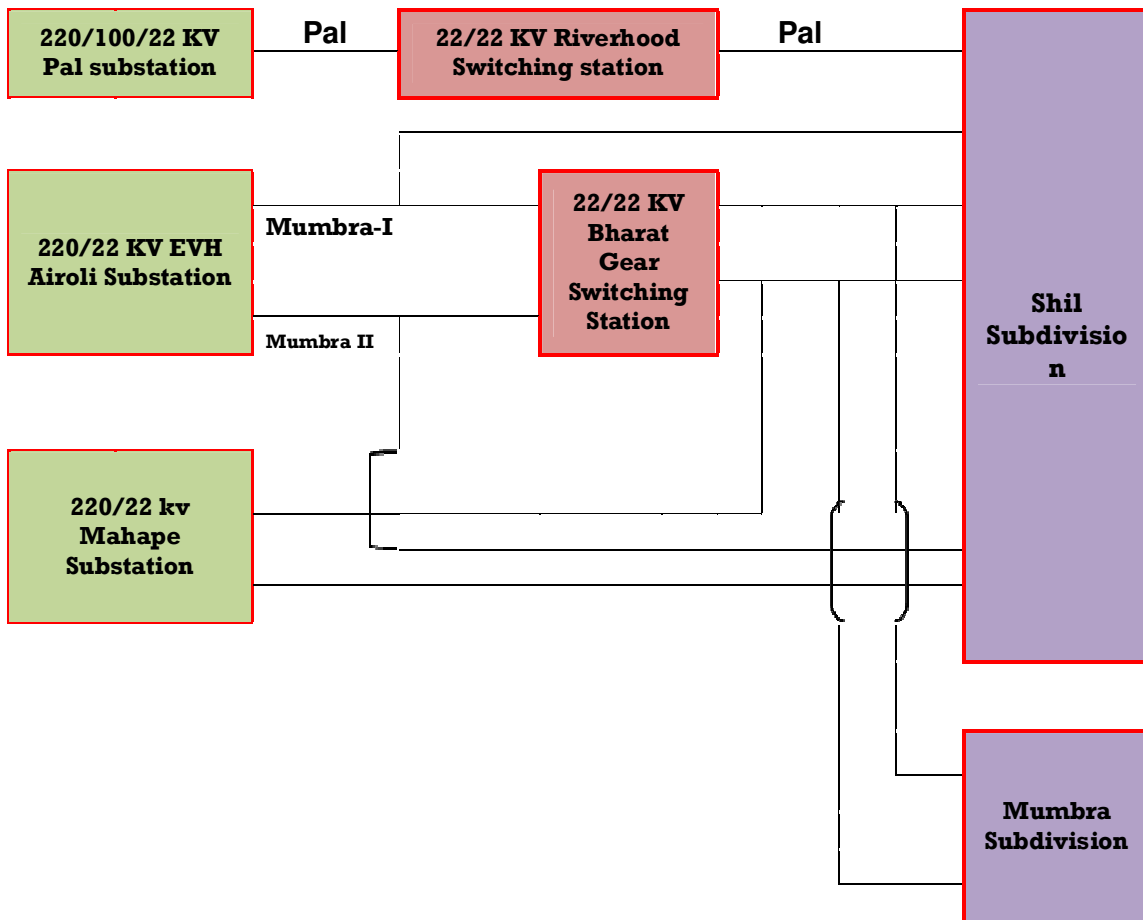 220/100/22 KV
Pal substation
Pal
22/22 KV Riverhood
Switching station
Pal
220/22 KV EVH
Airoli Substation
Mumbra-I
Mumbra II
22/22 KV
Bharat
Gear
Switching
Station
Shil
Subdivisio
n
220/22 kv
Mahape
Substation
Mumbra
Subdivision